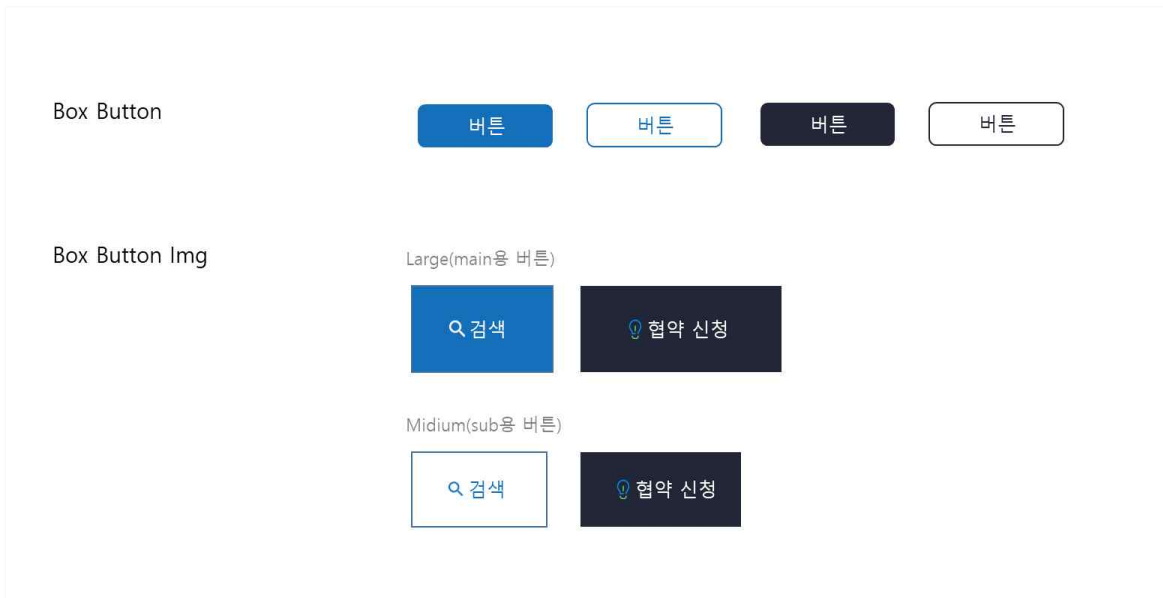 Box Button
버튼 버튼 버튼 버튼
Box Button Img
Large(main용 버튼)
검색 협약 신청
Midium(sub용 버튼)
검색 협약 신청